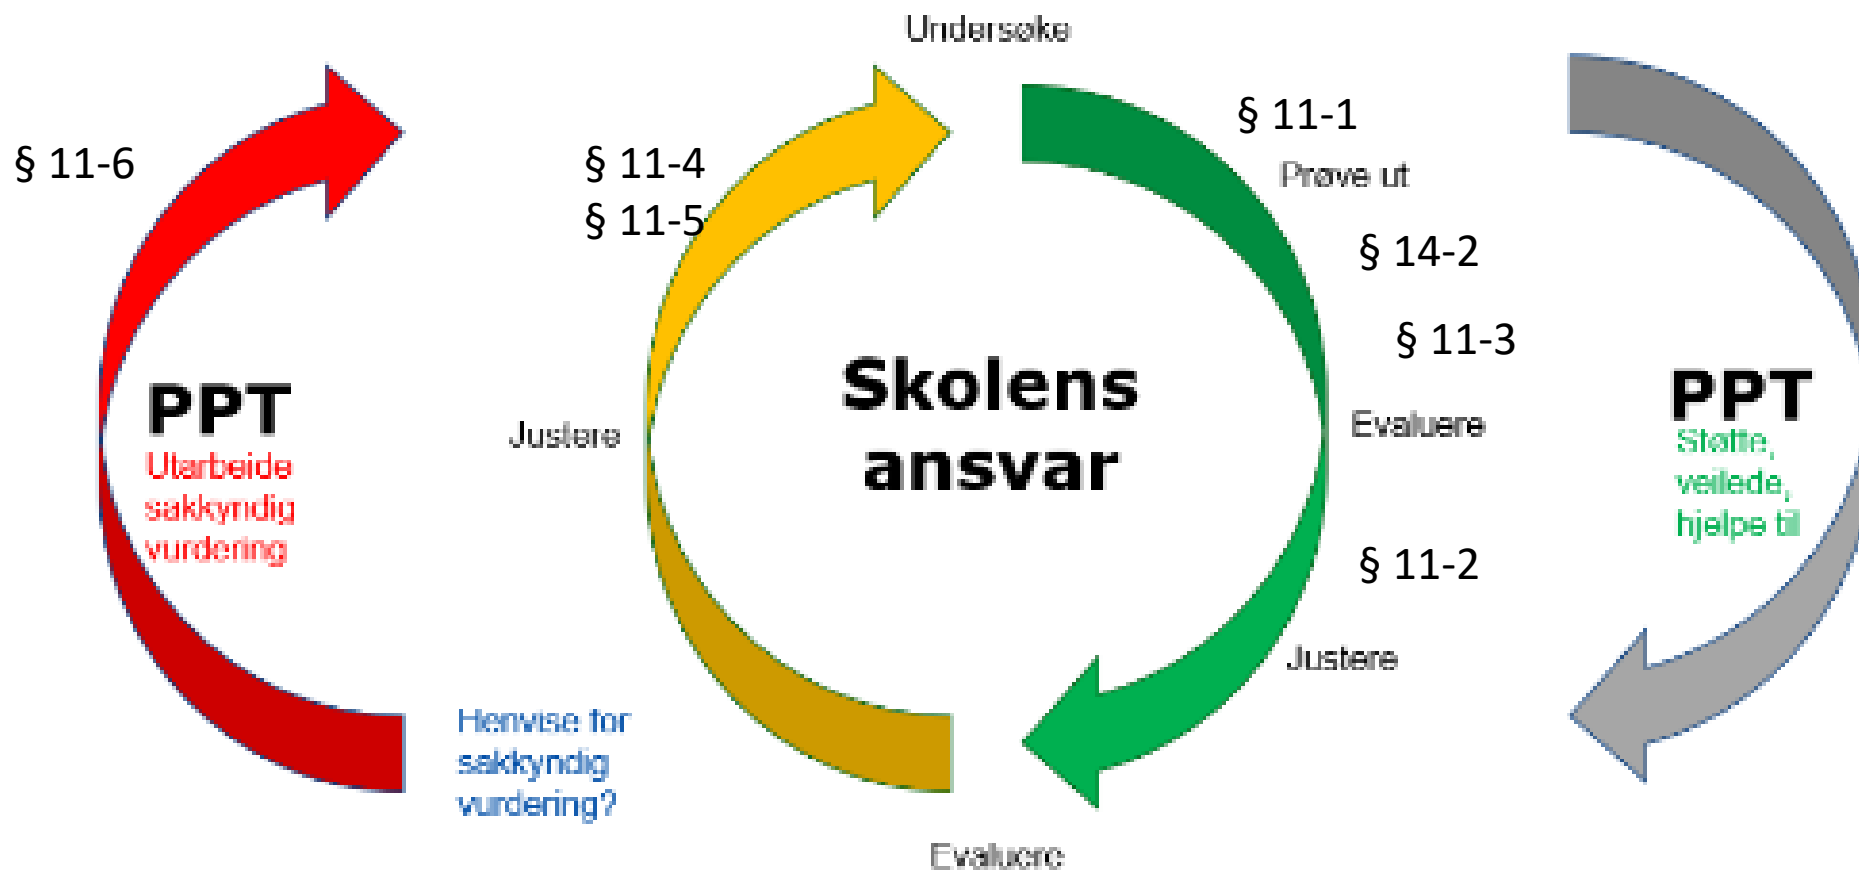 Undersøke
§ 11-6
§ 11-4
§ 11-5
§ 11-1
Prøve ut
§ 14-2
§ 11-3
PPT
Utarbeide
sakkyndig
vurdering
Justere
Skolens
ansvar
Evaluere
PPT
Støtte,
veilede,
hjelpe til
§ 11-2
Justere
Henvise for
sakkyndig
vurdering?
Evaluere